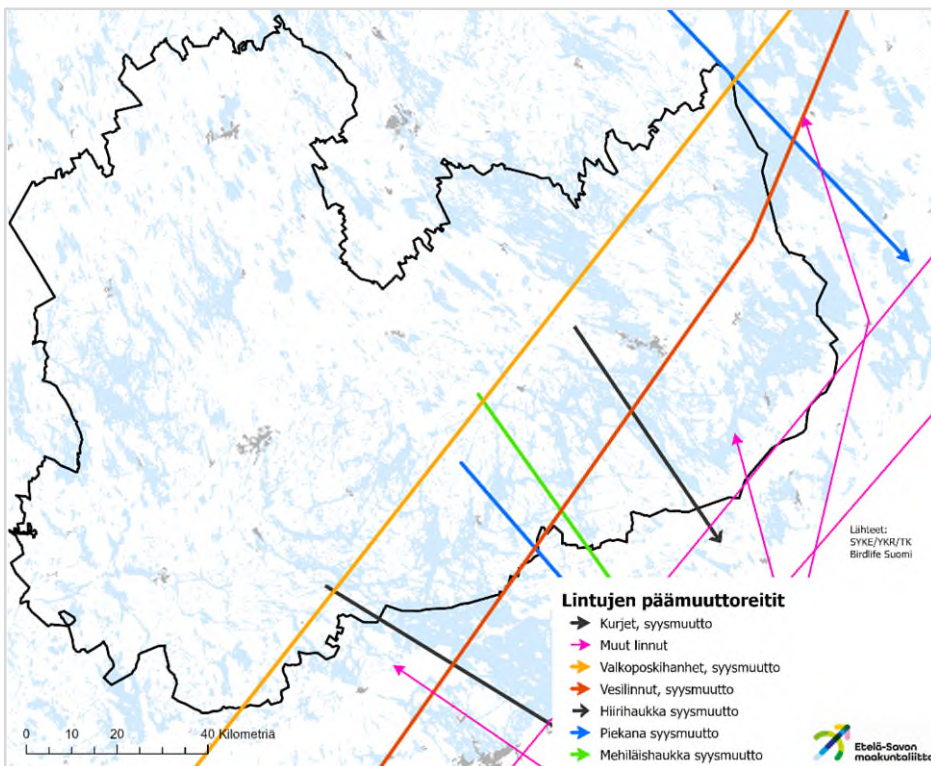 Lähteet:
SYKE/YKR/TK
Birdlife Suomi
Lintujen päämuuttoreitit
Kurjet, syysmuutto
Muut linnut
Valkoposkihanhet, syysmuutto
Vesilinnut, syysmuutto
Hiirihaukka syysmuutto
Piekana syysmuutto
Mehiläishaukka syysmuutto
0 10 20 40 Kilometriä
Etelä-Savon
maakuntaliitto